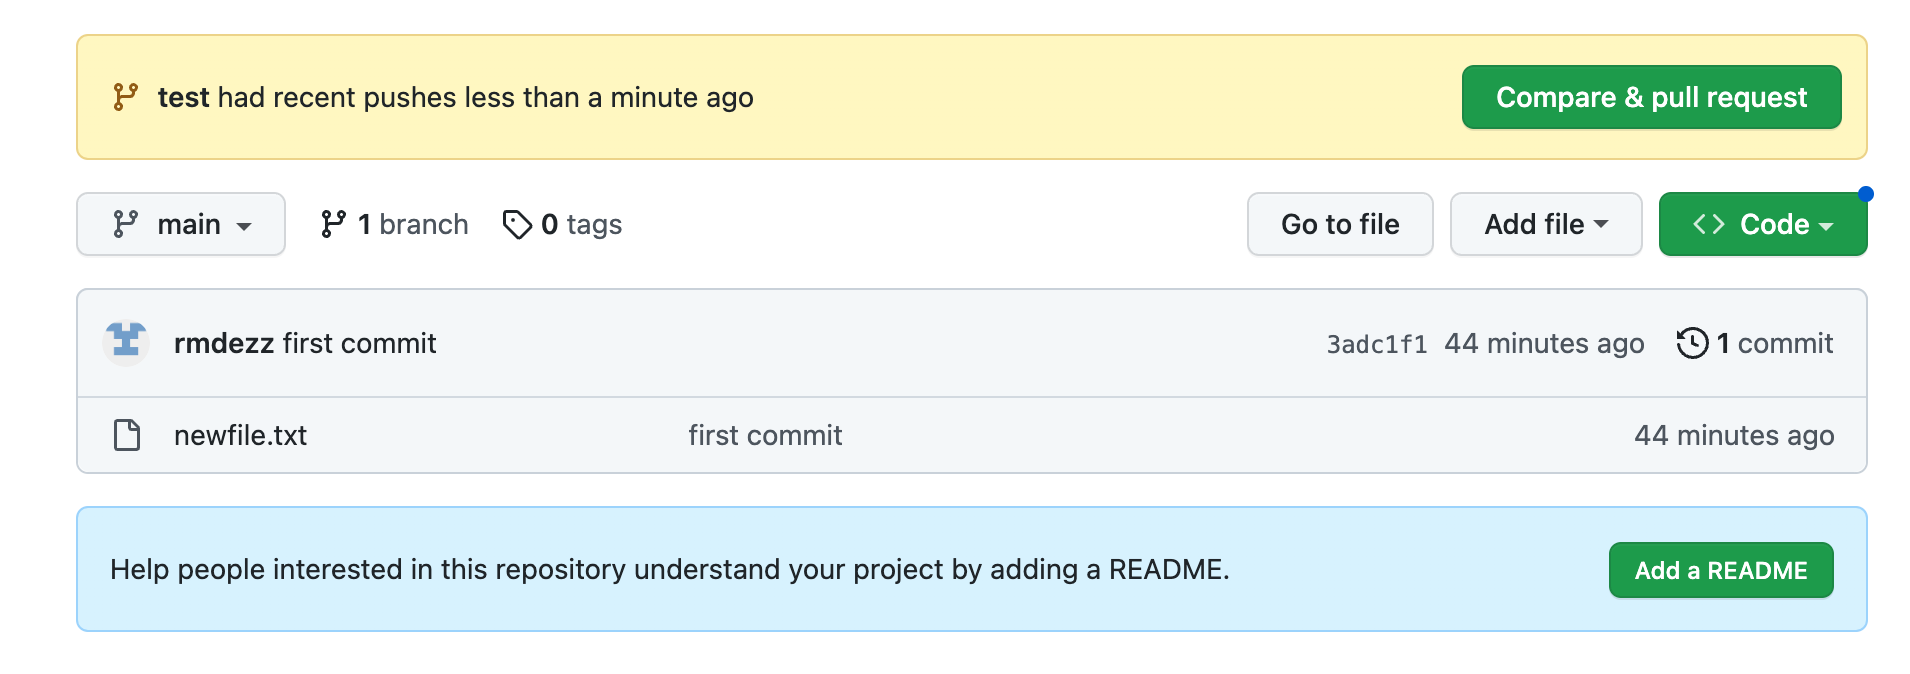 test had recent pushes less than a minute ago
Compare & pull request
main
1 branch
0 tags
Go to file
Add file
<> Code
rmdezz first commit
3adc1f1 44 minutes ago
1 commit
newfile.txt
first commit
44 minutes ago
Help people interested in this repository understand your project by adding a README.
Add a README